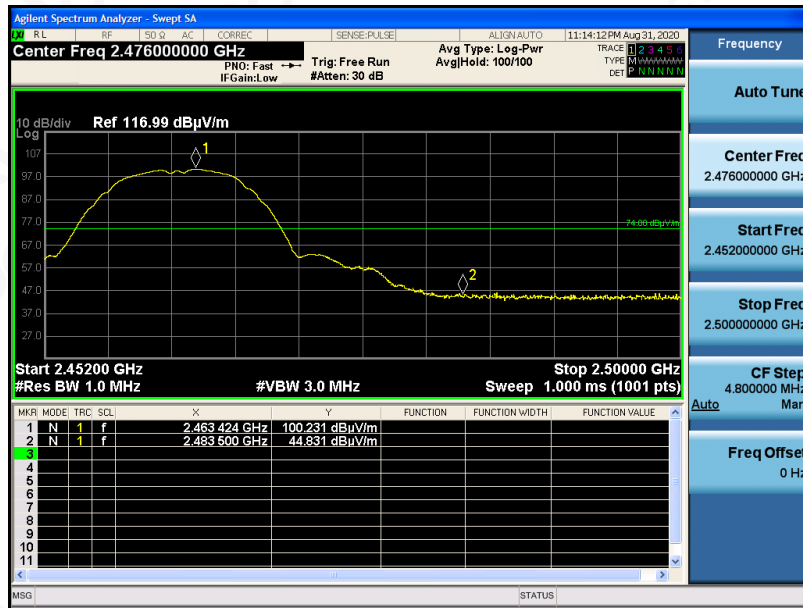 Agilent Spectrum Analyzer - Swept SA
LXI RL RF 50 Ω AC CORREC SENSE:PULSE ALIGN AUTO 11:14:12 PM Aug 31, 2020
Center Freq 2.476000000 GHz
PNO: Fast
IFGain:Low
Trig: Free Run
#Atten: 30 dB
Avg Type: Log-Pwr
Avg|Hold: 100/100
TRACE 1 2 3 4 5 6
TYPE M W W W W W
DET P N N N N N
10 dB/div Ref 116.99 dBµV/m
Log
107
97.0
87.0
77.0
67.0
57.0
47.0
37.0
27.0
1
74.00 dBµV/m
2
Start 2.45200 GHz Stop 2.50000 GHz
#Res BW 1.0 MHz #VBW 3.0 MHz Sweep 1.000 ms (1001 pts)
MKR MODE TRC SCL X Y FUNCTION FUNCTION WIDTH FUNCTION VALUE
1 N 1 f 2.463 424 GHz 100.231 dBµV/m
2 N 1 f 2.483 500 GHz 44.831 dBµV/m
3
4
5
6
7
8
9
10
11
MSG STATUS
Frequency
Auto Tune
Center Freq
2.476000000 GHz
Start Freq
2.452000000 GHz
Stop Freq
2.500000000 GHz
CF Step
4.800000 MHz
Auto Man
Freq Offset
0 Hz